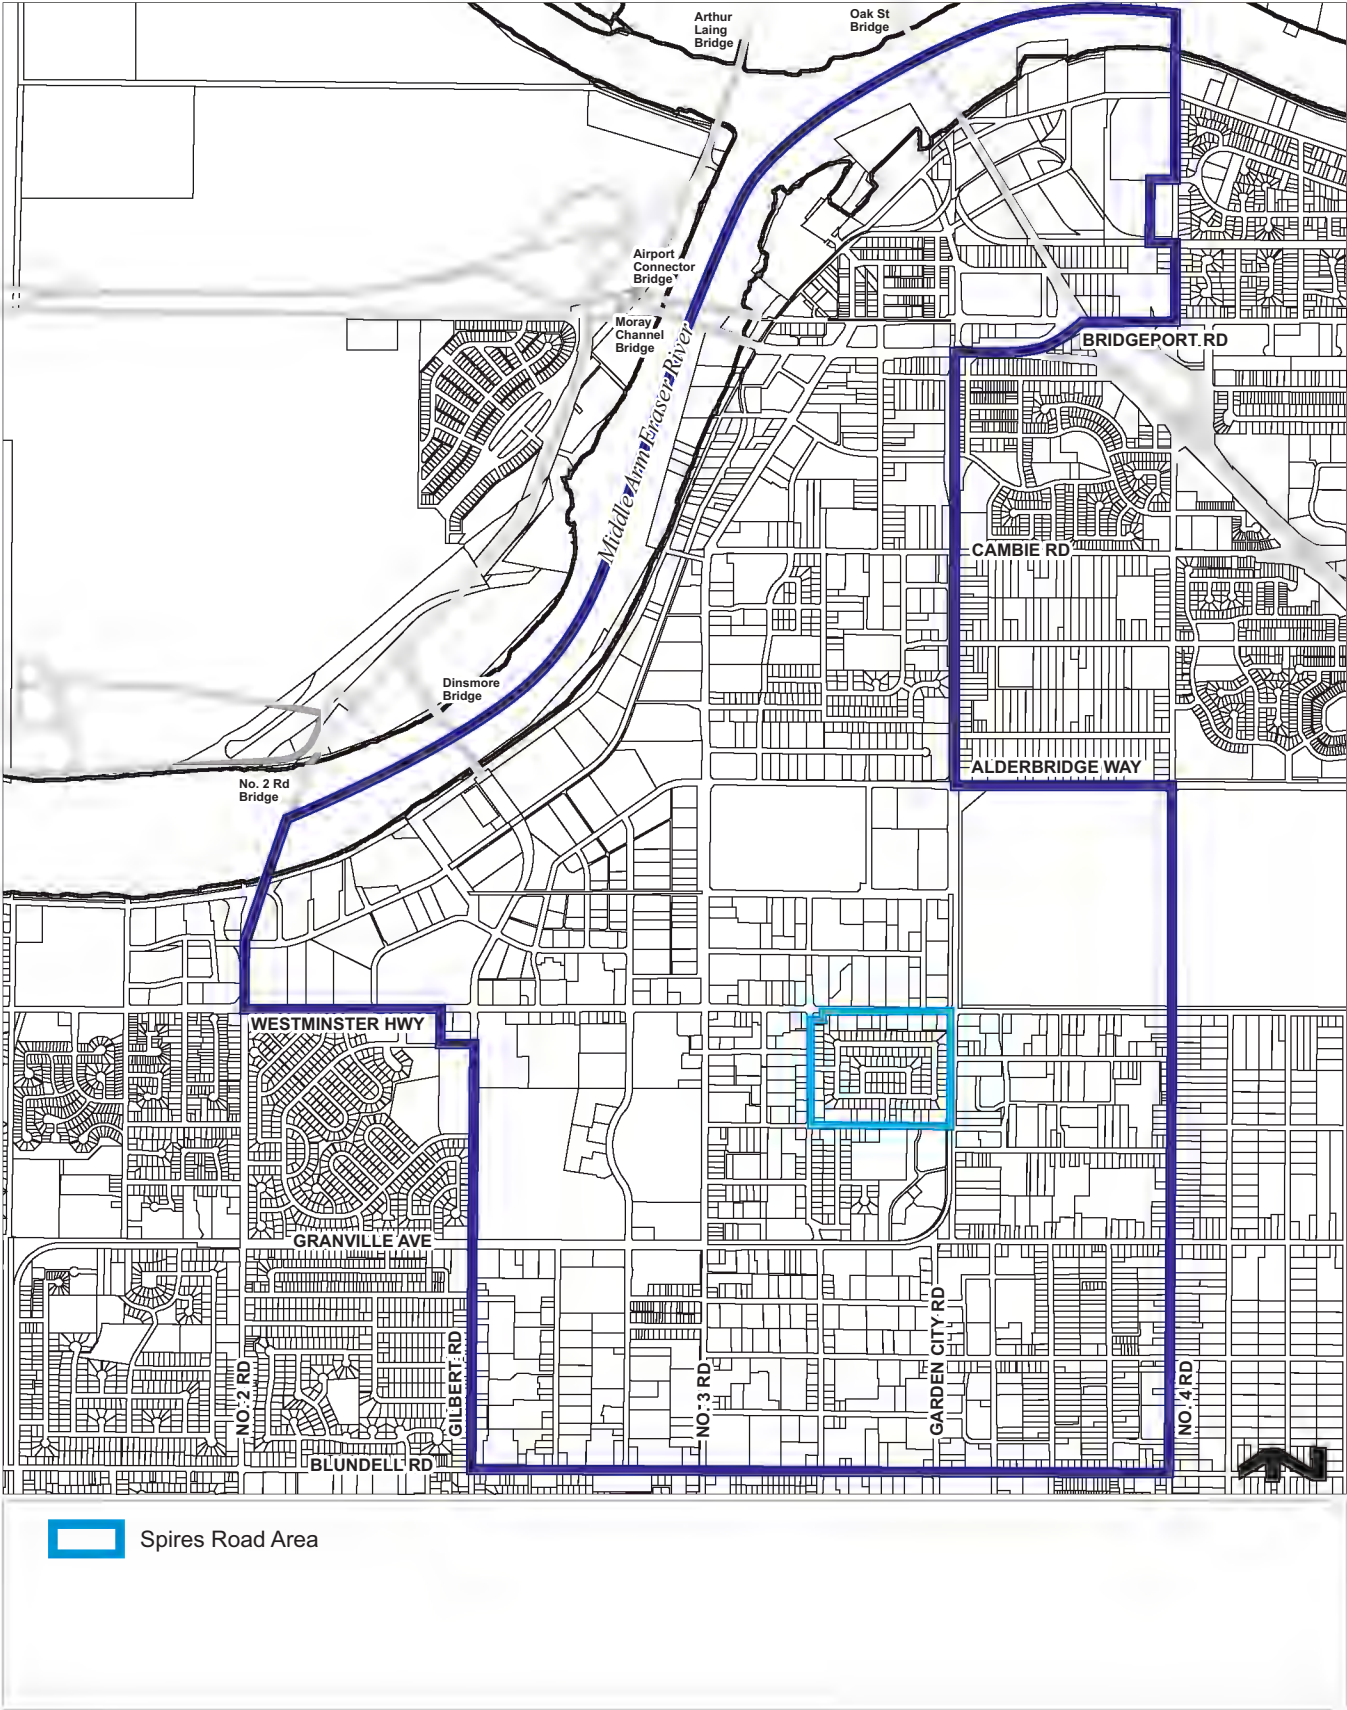 Arthur
Laing
Bridge
Oak St
Bridge
Airport
Connector
Bridge
Moray
Channel
Bridge
Middle Arm Fraser River
BRIDGEPORT RD
CAMBIE RD
Dinsmore
Bridge
No. 2 Rd
Bridge
ALDERBRIDGE WAY
WESTMINSTER HWY
GRANVILLE AVE
NO. 2 RD
GILBERT RD
NO. 3 RD
GARDEN CITY RD
NO. 4 RD
BLUNDELL RD
N
Spires Road Area